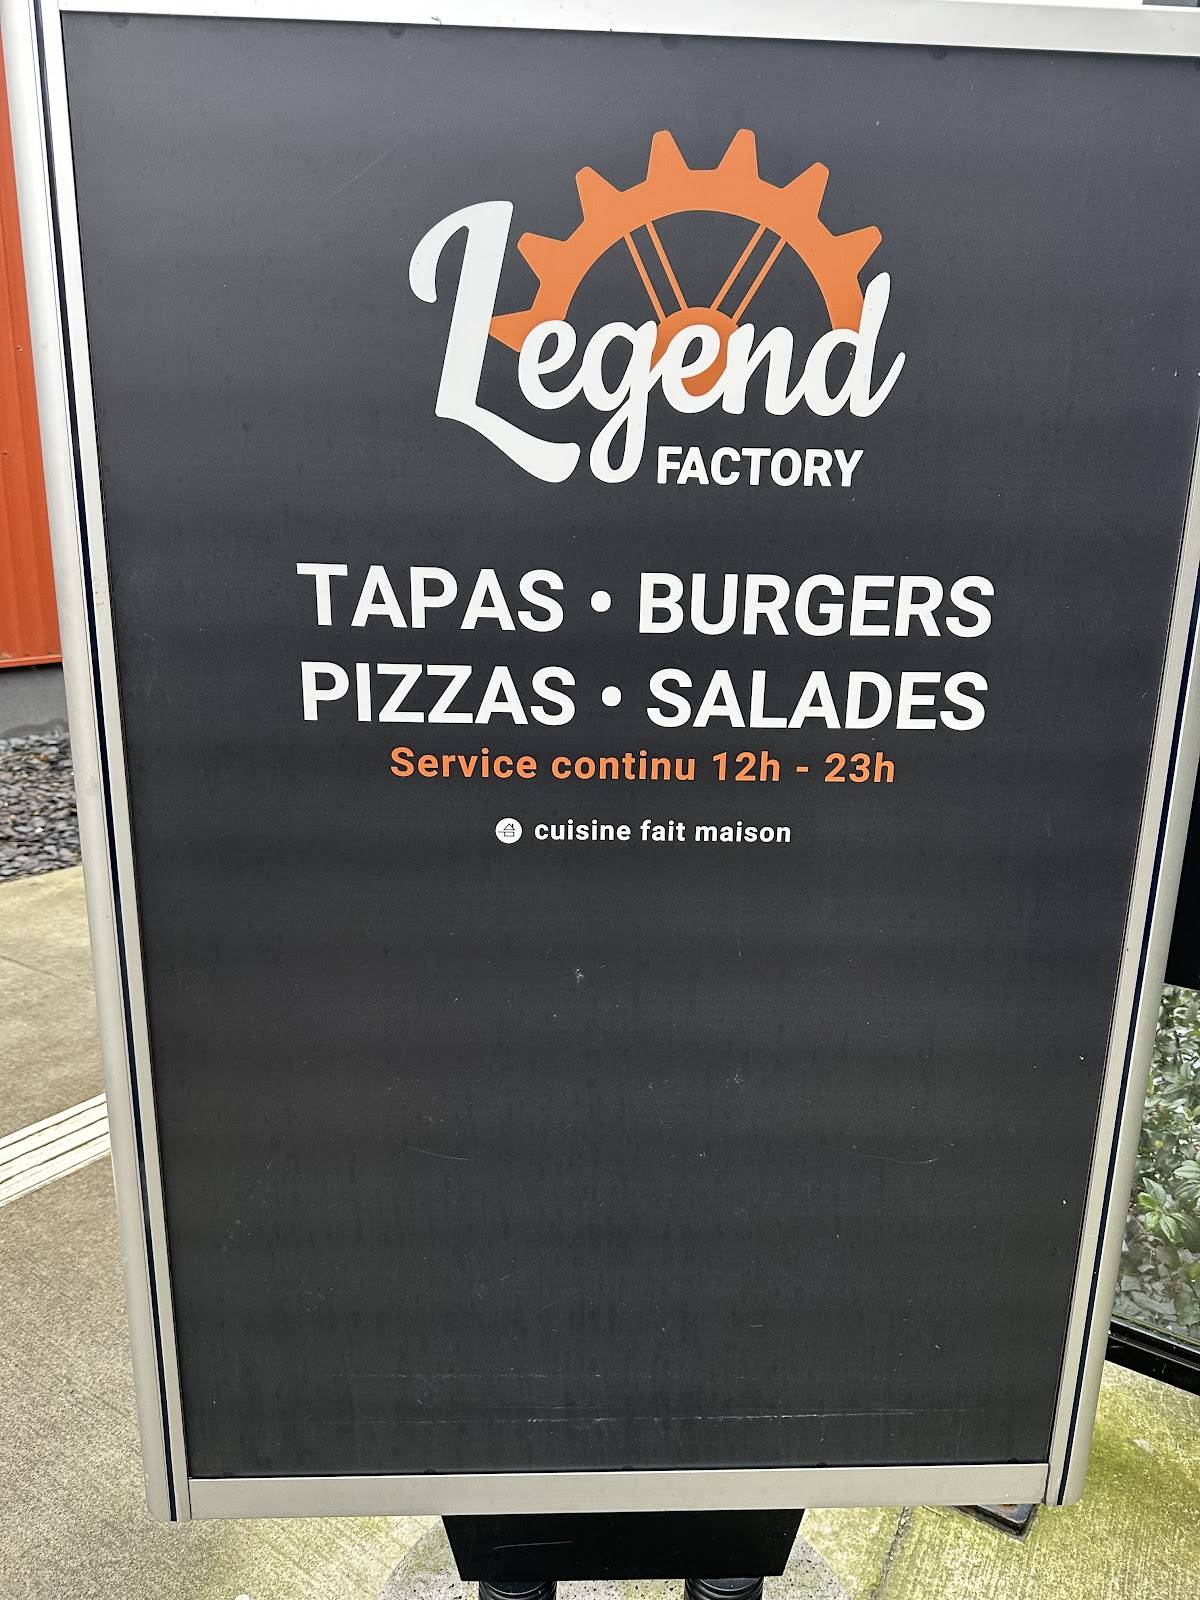 Legend
FACTORY
TAPAS • BURGERS
PIZZAS • SALADES
Service continu 12h - 23h
cuisine fait maison